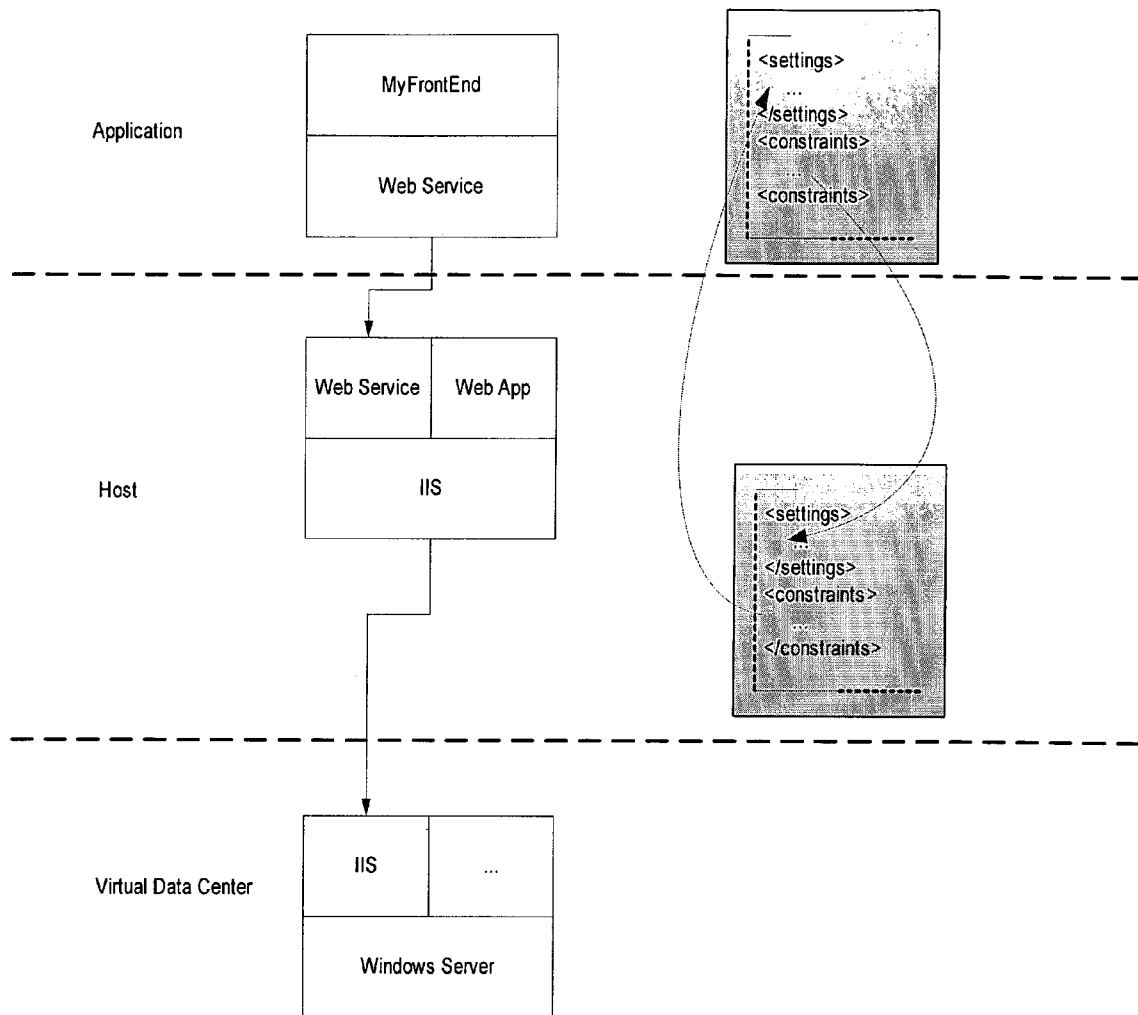 MyFrontEnd
Application
Web Service
<settings>
...
</settings>
<constraints>
...
<constraints>
Web Service
Web App
Host
IIS
<settings>
...
</settings>
<constraints>
...
</constraints>
IIS
...
Virtual Data Center
Windows Server